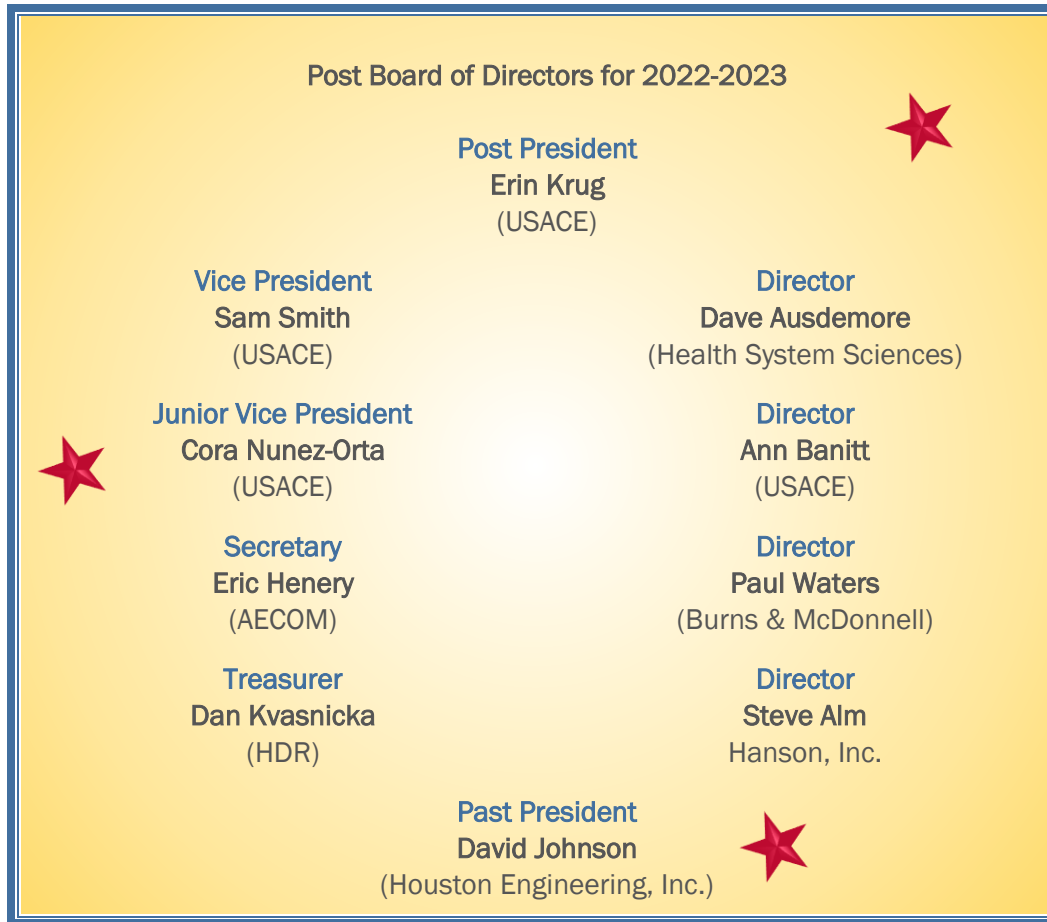 Post Board of Directors for 2022-2023
Post President
Erin Krug
(USACE)
Vice President
Sam Smith
(USACE)
Director
Dave Ausdemore
(Health System Sciences)
Junior Vice President
Cora Nunez-Orta
(USACE)
Director
Ann Banitt
(USACE)
Secretary
Eric Henery
(AECOM)
Director
Paul Waters
(Burns & McDonnell)
Treasurer
Dan Kvasnicka
(HDR)
Director
Steve Alm
Hanson, Inc.
Past President
David Johnson
(Houston Engineering, Inc.)